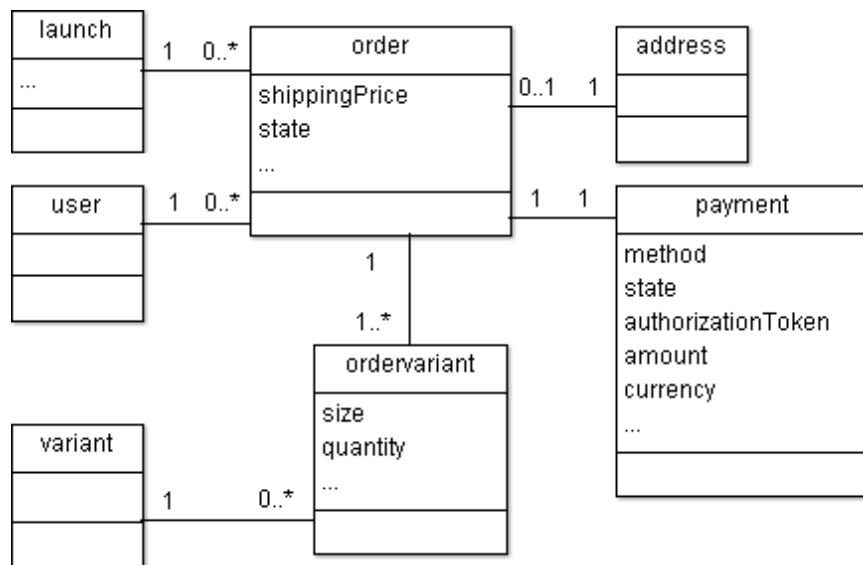 launch
...
1 0..*
order
shippingPrice
state
...
0..1 1
address
user
1 0..*
1 1
payment
method
state
authorizationToken
amount
currency
...
1
1..*
ordervariant
size
quantity
...
variant
1 0..*